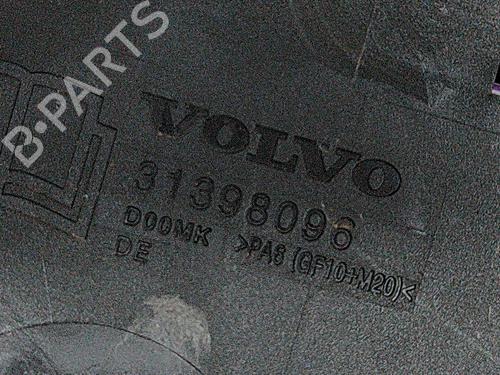 B-PARTS
VOLVO
31398096
D00MK >PA6 (GF10+M20)<
DE